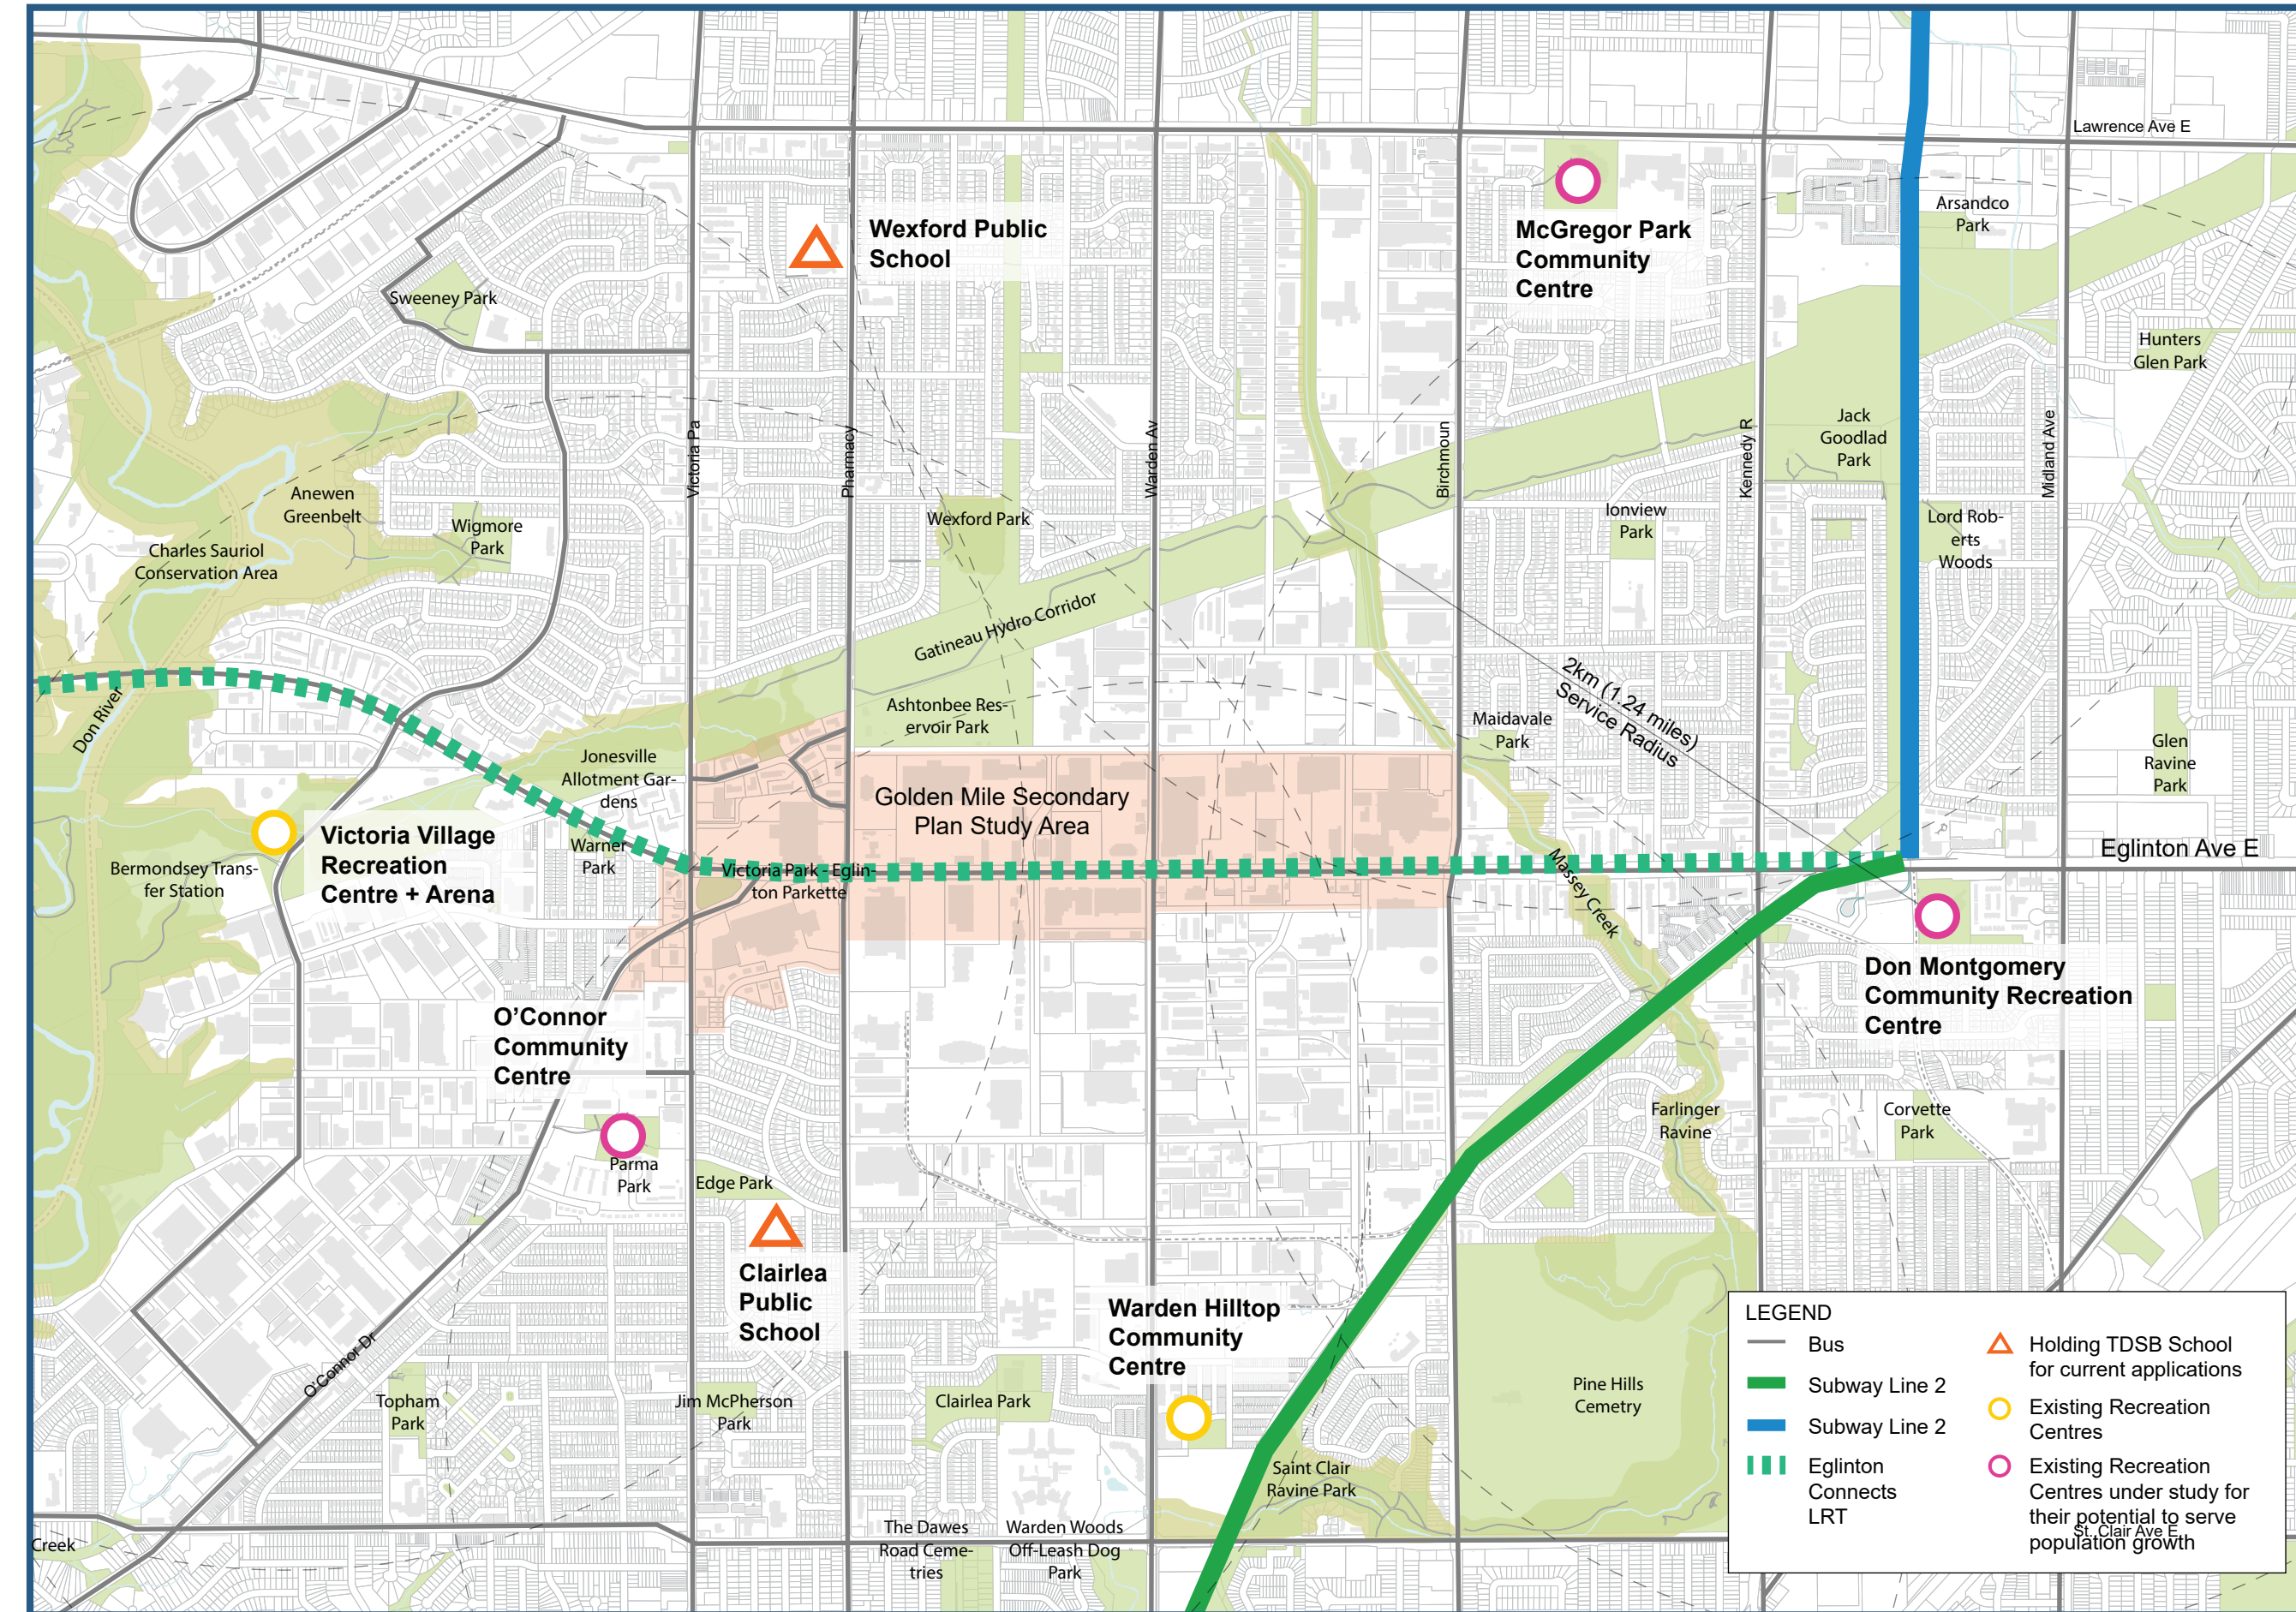 Lawrence Ave E
Arsandco
Park
Wexford Public
School
McGregor Park
Community
Centre
Sweeney Park
Hunters
Glen Park
Jack
Goodlad
Park
Victoria Pa
Pharmacy
Warden Av
Birchmoun
Kennedy R
Midland Ave
Anewen
Greenbelt
Wigmore
Park
Charles Sauriol
Conservation Area
Wexford Park
Ionview
Park
Lord Rob-
erts
Woods
Gatineau Hydro Corridor
Don River
Ashtonbee Res-
ervoir Park
2km (1.24 miles)
Service Radius
Maidavale
Park
Glen
Ravine
Park
Jonesville
Allotment Gar-
dens
Golden Mile Secondary
Plan Study Area
Victoria Village
Recreation
Centre + Arena
Warner
Park
Bermondsey Trans-
fer Station
Victoria Park - Eglin-
ton Parkette
Eglinton Ave E
Massey Creek
Don Montgomery
Community Recreation
Centre
O'Connor
Community
Centre
Farlinger
Ravine
Corvette
Park
Parma
Park
Edge Park
Clairlea
Public
School
Warden Hilltop
Community
Centre
O'Connor Dr
Topham
Park
Jim McPherson
Park
Clairlea Park
Pine Hills
Cemetry
Saint Clair
Ravine Park
Creek
The Dawes
Road Ceme-
tries
Warden Woods
Off-Leash Dog
Park
LEGEND
Bus
Subway Line 2
Subway Line 2
Eglinton
Connects
LRT
Holding TDSB School
for current applications
Existing Recreation
Centres
Existing Recreation
Centres under study for
their potential to serve
population growth
St. Clair Ave E